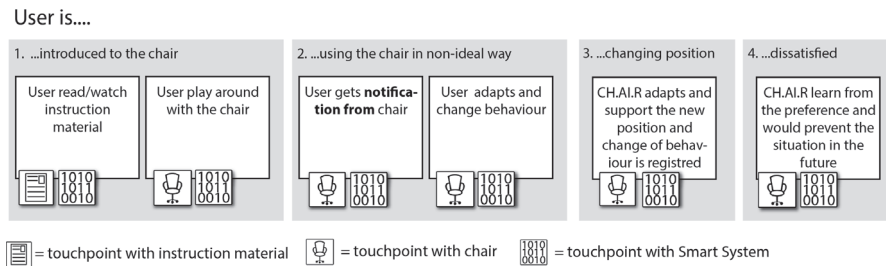 User is....
1. ...introduced to the chair
User read/watch
instruction
material
1010
1011
0010
User play around
with the chair
1010
1011
0010
2. ...using the chair in non-ideal way
User gets notifica-
tion from chair
1010
1011
0010
User adapts and
change behaviour
1010
1011
0010
3. ...changing position
CH.AI.R adapts and
support the new
position and
change of behav-
iour is registred
1010
1011
0010
4. ...dissatisfied
CH.AI.R learn from
the preference and
would prevent the
situation in the
future
1010
1011
0010
= touchpoint with instruction material
= touchpoint with chair
1010
1011
0010
= touchpoint with Smart System